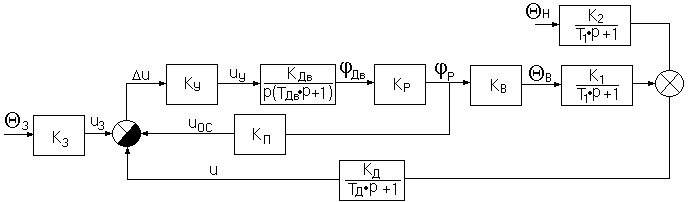 Θн
K2
T1•p+1
Δu
Kу
uу
KДв
p(TДв•p+1)
φДв
KР
φР
KВ
ΘВ
K1
T1•p+1
Θз
Kз
uз
uОС
KП
u
KД
TД•p+1